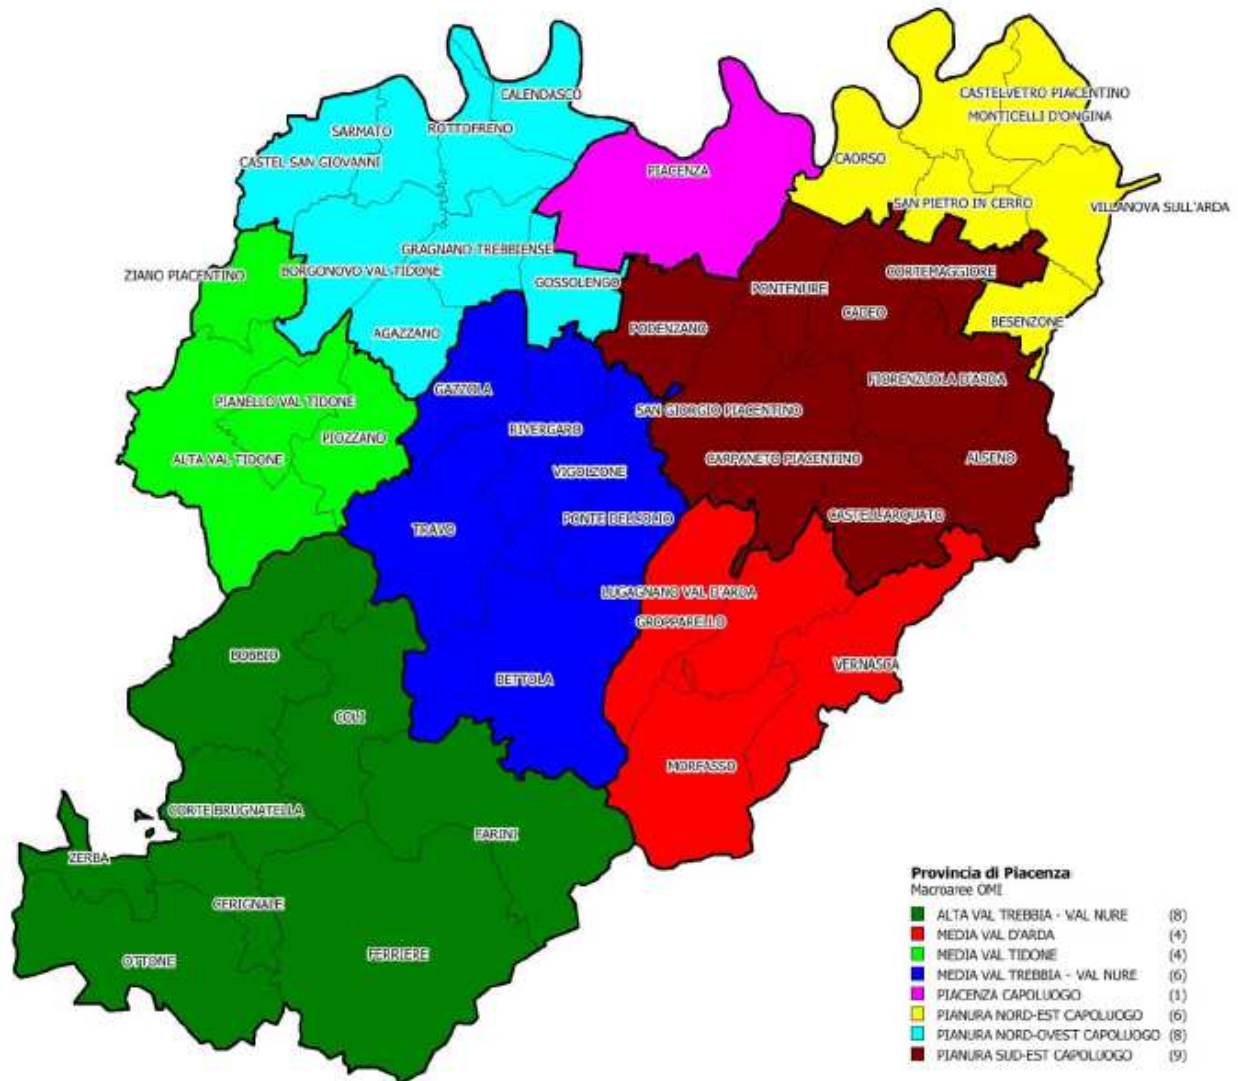 CALENDASCO
CASTELVETRO PIACENTINO
MONTICELLI D'ONGINA
SARMATO
ROTTOFRENO
CASTEL SAN GIOVANNI
PIACENZA
CAORSO
SAN PIETRO IN CERRO
VILLANOVA SULL'ARDA
ZIANO PIACENTINO
BORGONOVO VAL TIDONE
GRAGNANO TREBBIENSE
GOSSOLENGO
CORTEMAGGIORE
PONTENURE
CADEO
BESENZONE
AGAZZANO
PODENZANO
FIORENZUOLA D'ARDA
GAZZOLA
PIANELLO VAL TIDONE
SAN GIORGIO PIACENTINO
PIOZZANO
RIVERGARO
ALTA VAL TIDONE
VIGOLZONE
CARPANETO PIACENTINO
ALSENO
TRAVO
PONTE DELL'OLIO
CASTELL'ARQUATO
LUGAGNANO VAL D'ARDA
GROPPARELLO
BOBBIO
VERNASCA
BETTOLA
COLI
MORFASSO
CORTE BRUGNATELLA
FARINI
ZERBA
CERIGNALE
OTTONE
FERRIERE
Provincia di Piacenza
Macroaree OMI
ALTA VAL TREBBIA - VAL NURE (8)
MEDIA VAL D'ARDA (4)
MEDIA VAL TIDONE (4)
MEDIA VAL TREBBIA - VAL NURE (6)
PIACENZA CAPOLUOGO (1)
PIANURA NORD-EST CAPOLUOGO (6)
PIANURA NORD-OVEST CAPOLUOGO (8)
PIANURA SUD-EST CAPOLUOGO (9)